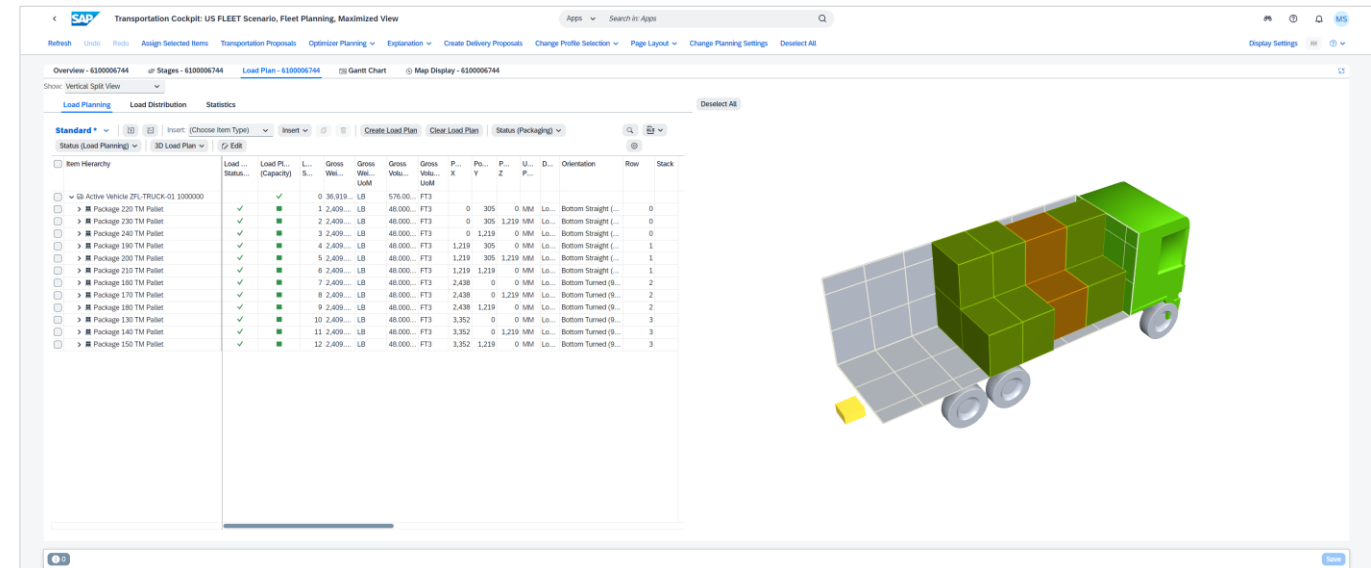 SAP Transportation Cockpit: US FLEET Scenario, Fleet Planning, Maximized View Apps Search in: Apps MS
Refresh Undo Redo Assign Selected Items Transportation Proposals Optimizer Planning Explanation Create Delivery Proposals Change Profile Selection Page Layout Change Planning Settings Deselect All Display Settings
Overview - 6100006744 Stages - 6100006744 Load Plan - 6100006744 Gantt Chart Map Display - 6100006744
Show: Vertical Split View
Load Planning Load Distribution Statistics Deselect All
Standard * Insert: (Choose Item Type) Insert Create Load Plan Clear Load Plan Status (Packaging)
Status (Load Planning) 3D Load Plan Edit
Item Hierarchy Load ... Load Pl... L... Gross Gross Gross Gross P... Po... P... U... D... Orientation Row Stack
Status... (Capacity) S... Wei... Wei... Volu... Volu... X Y Z P...
UoM UoM
Active Vehicle ZFL-TRUCK-01 1000000 0 36,919... LB 576.00... FT3
Package 220 TM Pallet 1 2,409.... LB 48.000... FT3 0 305 0 MM Lo... Bottom Straight (... 0
Package 230 TM Pallet 2 2,409.... LB 48.000... FT3 0 305 1,219 MM Lo... Bottom Straight (... 0
Package 240 TM Pallet 3 2,409.... LB 48.000... FT3 0 1,219 0 MM Lo... Bottom Straight (... 0
Package 190 TM Pallet 4 2,409.... LB 48.000... FT3 1,219 305 0 MM Lo... Bottom Straight (... 1
Package 200 TM Pallet 5 2,409.... LB 48.000... FT3 1,219 305 1,219 MM Lo... Bottom Straight (... 1
Package 210 TM Pallet 6 2,409.... LB 48.000... FT3 1,219 1,219 0 MM Lo... Bottom Straight (... 1
Package 160 TM Pallet 7 2,409.... LB 48.000... FT3 2,438 0 0 MM Lo... Bottom Turned (9... 2
Package 170 TM Pallet 8 2,409.... LB 48.000... FT3 2,438 0 1,219 MM Lo... Bottom Turned (9... 2
Package 180 TM Pallet 9 2,409.... LB 48.000... FT3 2,438 1,219 0 MM Lo... Bottom Turned (9... 2
Package 130 TM Pallet 10 2,409.... LB 48.000... FT3 3,352 0 0 MM Lo... Bottom Turned (9... 3
Package 140 TM Pallet 11 2,409.... LB 48.000... FT3 3,352 0 1,219 MM Lo... Bottom Turned (9... 3
Package 150 TM Pallet 12 2,409.... LB 48.000... FT3 3,352 1,219 0 MM Lo... Bottom Turned (9... 3
0 Save